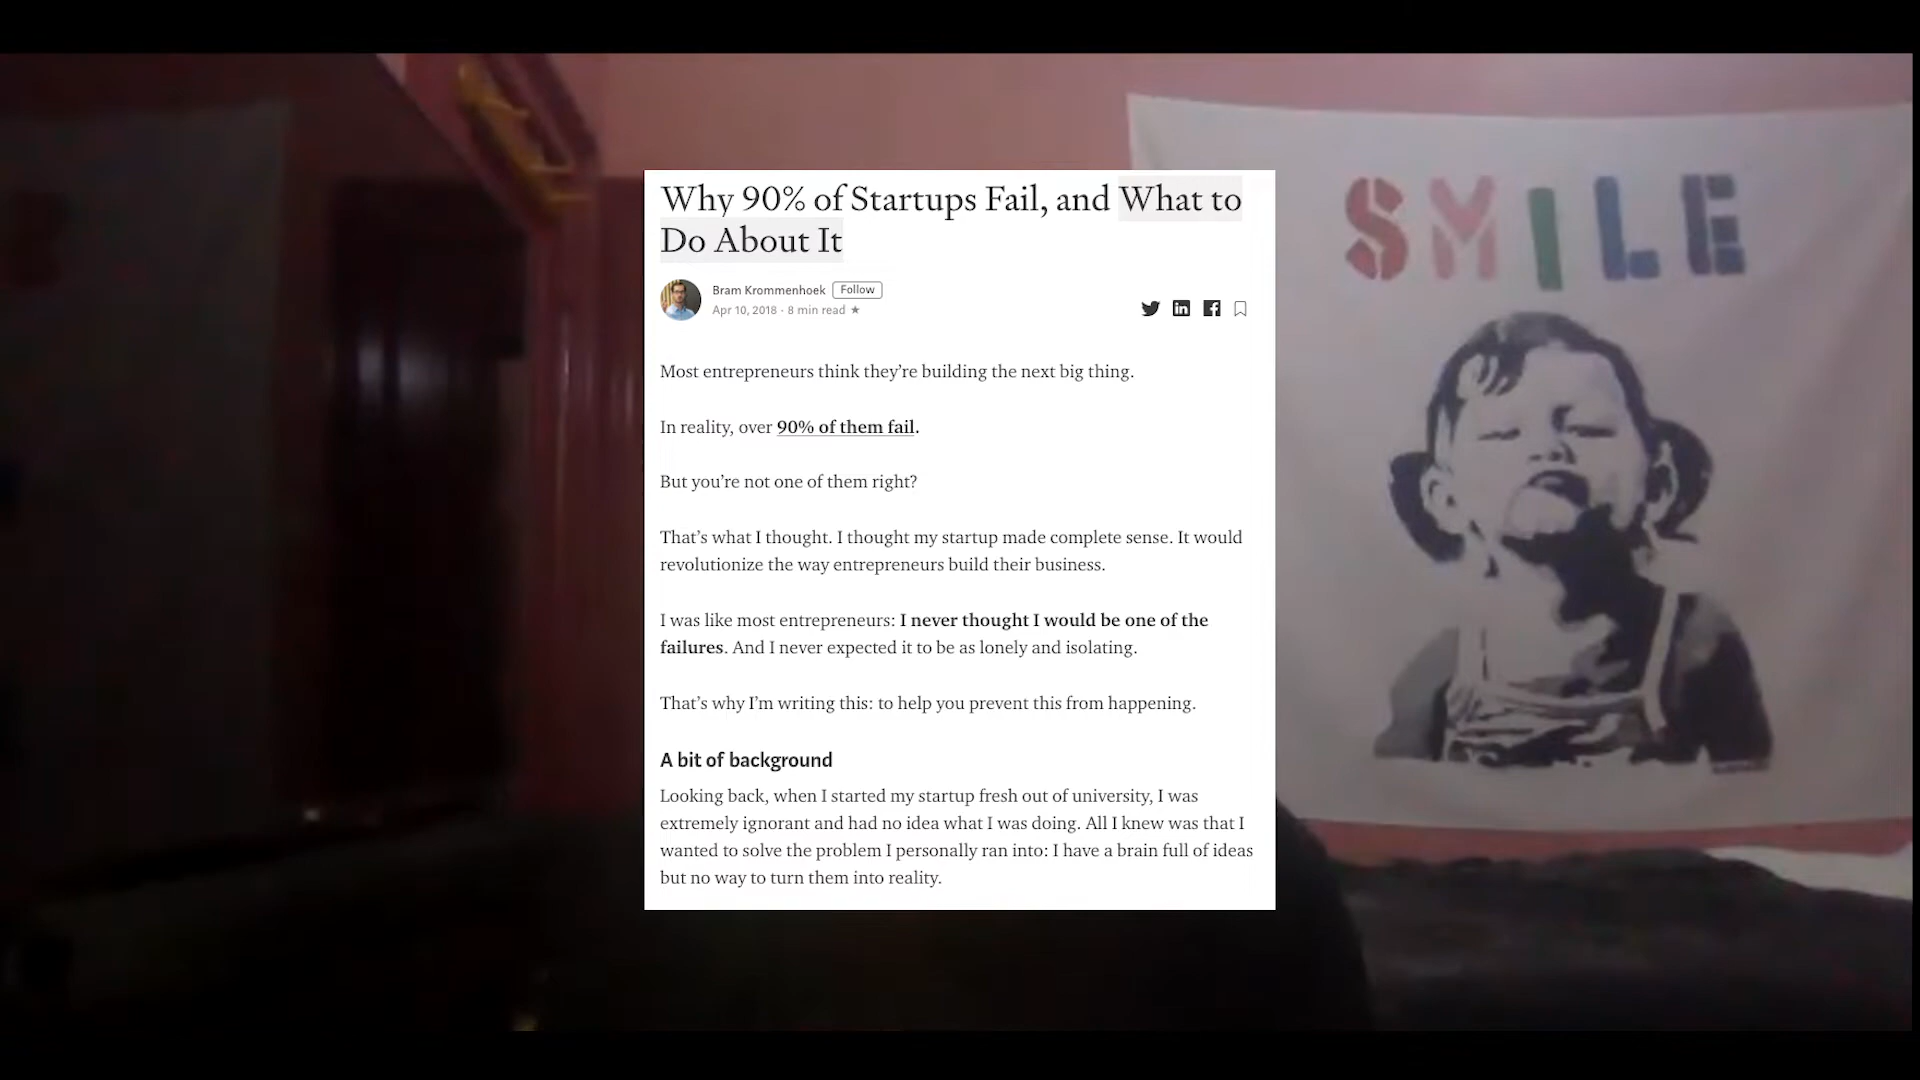 Why 90% of Startups Fail, and What to
Do About It
Bram Krommenhoek Follow
Apr 10, 2018 · 8 min read ★
Most entrepreneurs think they’re building the next big thing.
In reality, over 90% of them fail.
But you’re not one of them right?
That’s what I thought. I thought my startup made complete sense. It would
revolutionize the way entrepreneurs build their business.
I was like most entrepreneurs: I never thought I would be one of the
failures. And I never expected it to be as lonely and isolating.
That’s why I’m writing this: to help you prevent this from happening.
A bit of background
Looking back, when I started my startup fresh out of university, I was
extremely ignorant and had no idea what I was doing. All I knew was that I
wanted to solve the problem I personally ran into: I have a brain full of ideas
but no way to turn them into reality.
SMILE